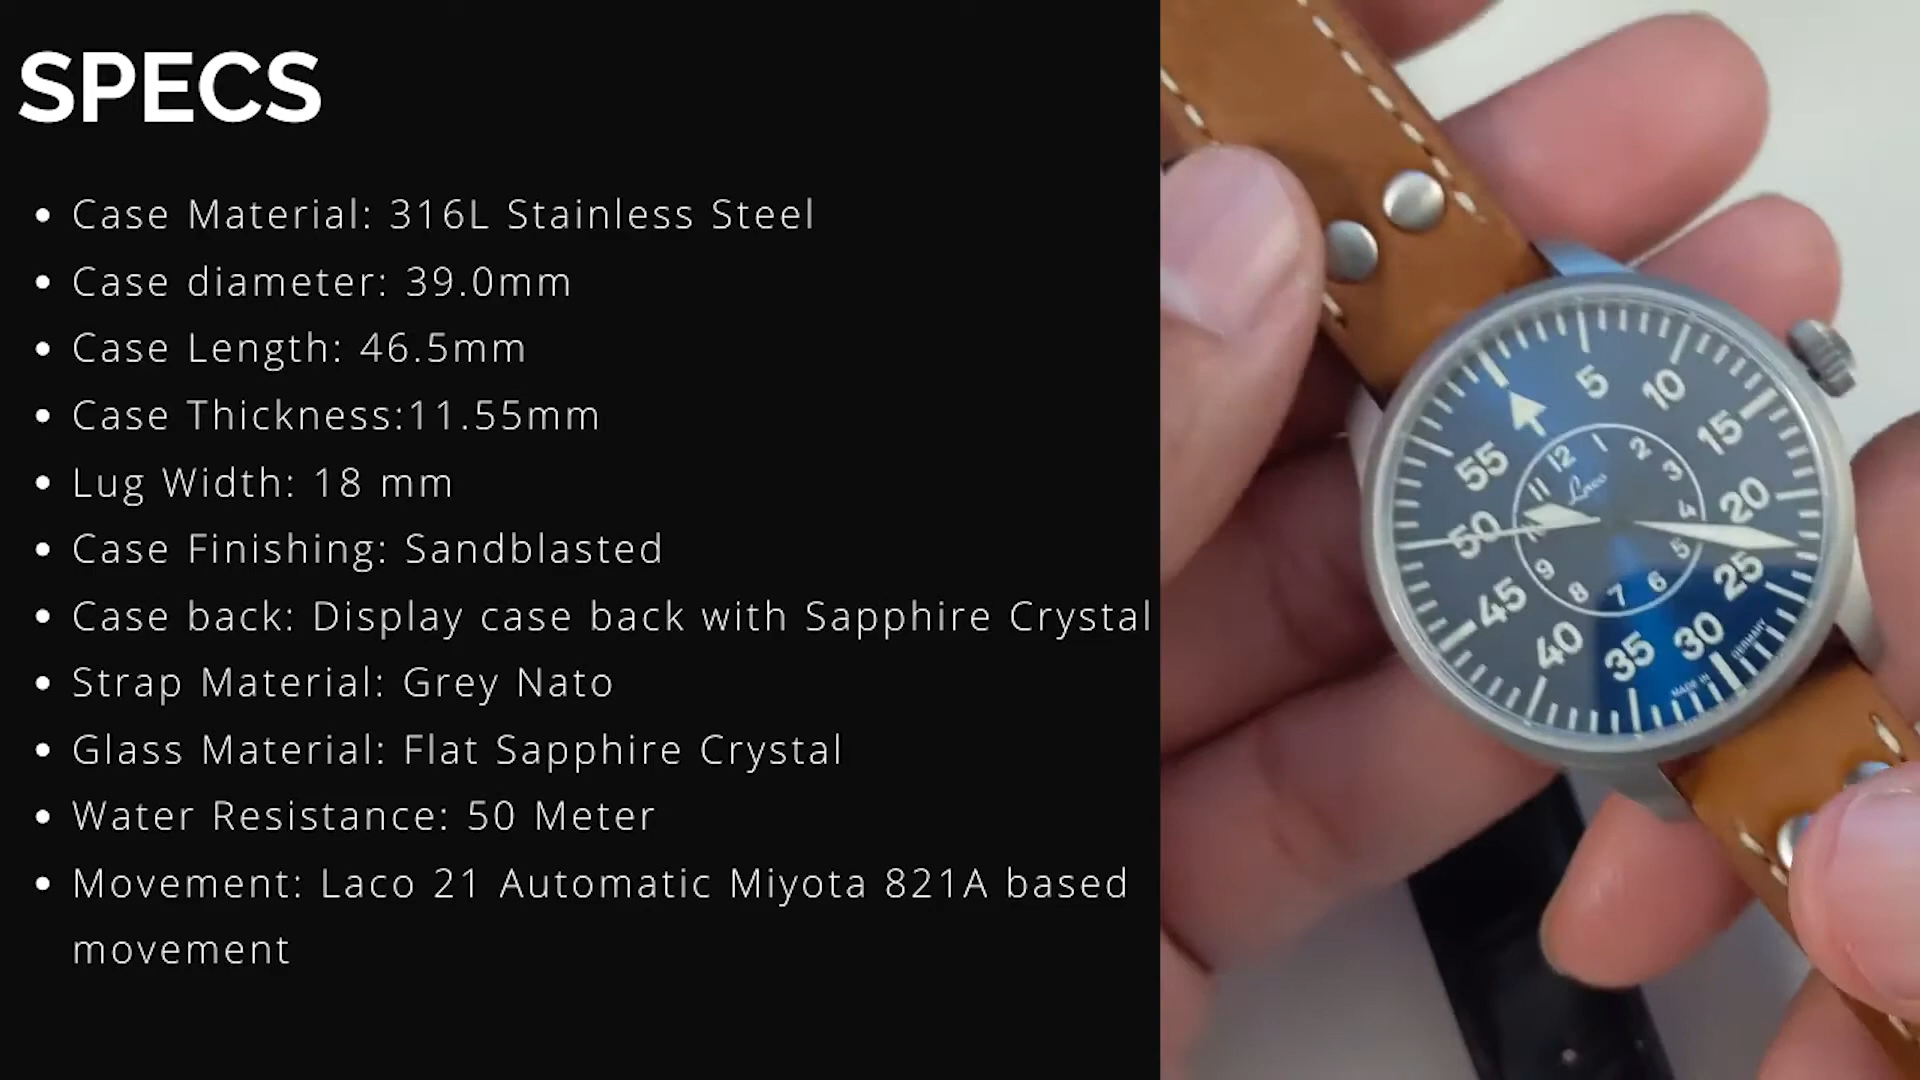 SPECS
Case Material: 316L Stainless Steel
Case diameter: 39.0mm
Case Length: 46.5mm
Case Thickness:11.55mm
Lug Width: 18 mm
Case Finishing: Sandblasted
Case back: Display case back with Sapphire Crystal
Strap Material: Grey Nato
Glass Material: Flat Sapphire Crystal
Water Resistance: 50 Meter
Movement: Laco 21 Automatic Miyota 821A based
movement
5
10
15
20
25
30
35
40
45
50
55
12
1
2
3
4
5
6
7
8
9
11
Laco
MADE IN
GERMANY